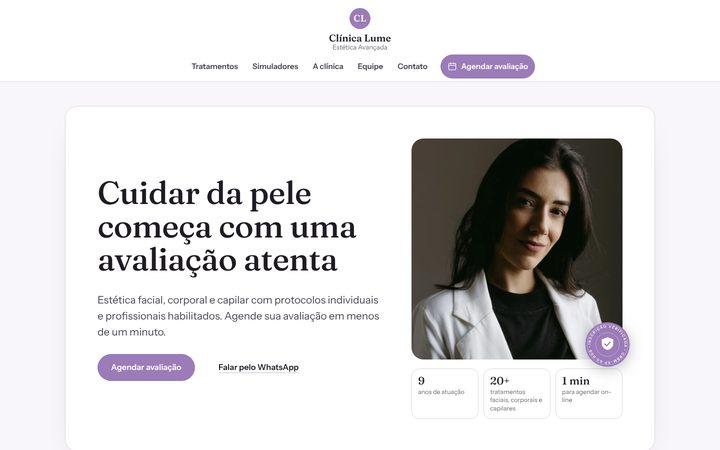 CL
Clínica Lume
Estética Avançada
Tratamentos
Simuladores
A clínica
Equipe
Contato
Agendar avaliação
Cuidar da pele
começa com uma
avaliação atenta
Estética facial, corporal e capilar com protocolos individuais
e profissionais habilitados. Agende sua avaliação em menos
de um minuto.
Agendar avaliação
Falar pelo WhatsApp
INSCRIÇÃO VERIFICADA
9
anos de atuação
20+
tratamentos
faciais, corporais e
capilares
1 min
para agendar on-
line